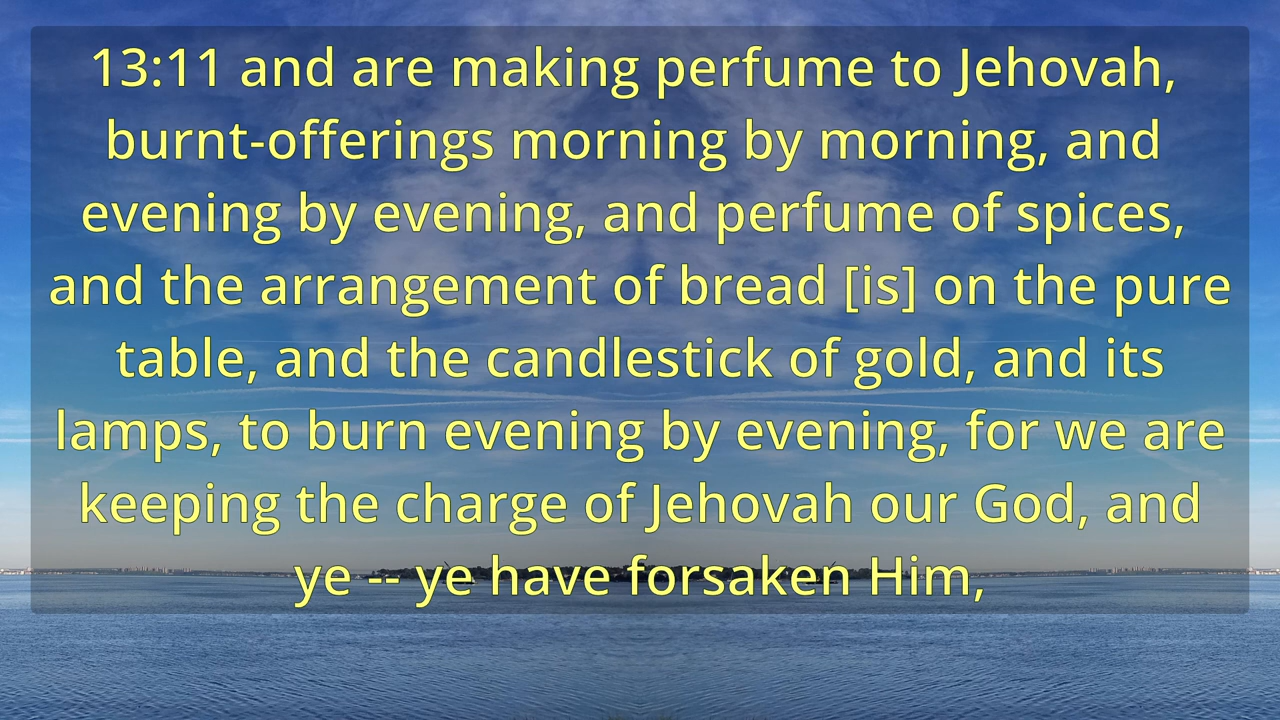 13:11 and are making perfume to Jehovah,
burnt-offerings morning by morning, and
evening by evening, and perfume of spices,
and the arrangement of bread [is] on the pure
table, and the candlestick of gold, and its
lamps, to burn evening by evening, for we are
keeping the charge of Jehovah our God, and
ye -- ye have forsaken Him,